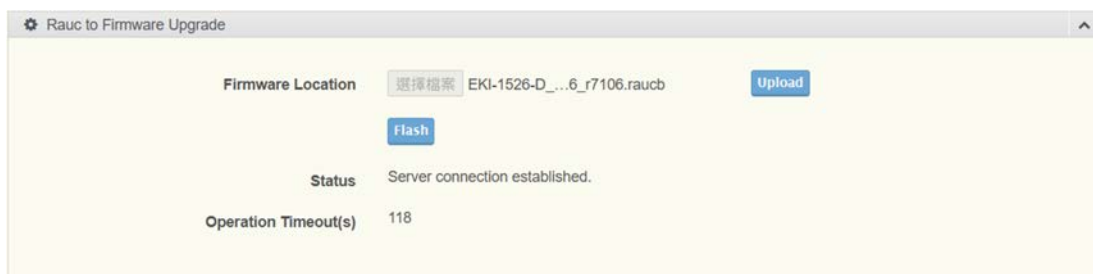 Rauc to Firmware Upgrade
Firmware Location 選擇檔案 EKI-1526-D_...6_r7106.raucb Upload
Flash
Status Server connection established.
Operation Timeout(s) 118